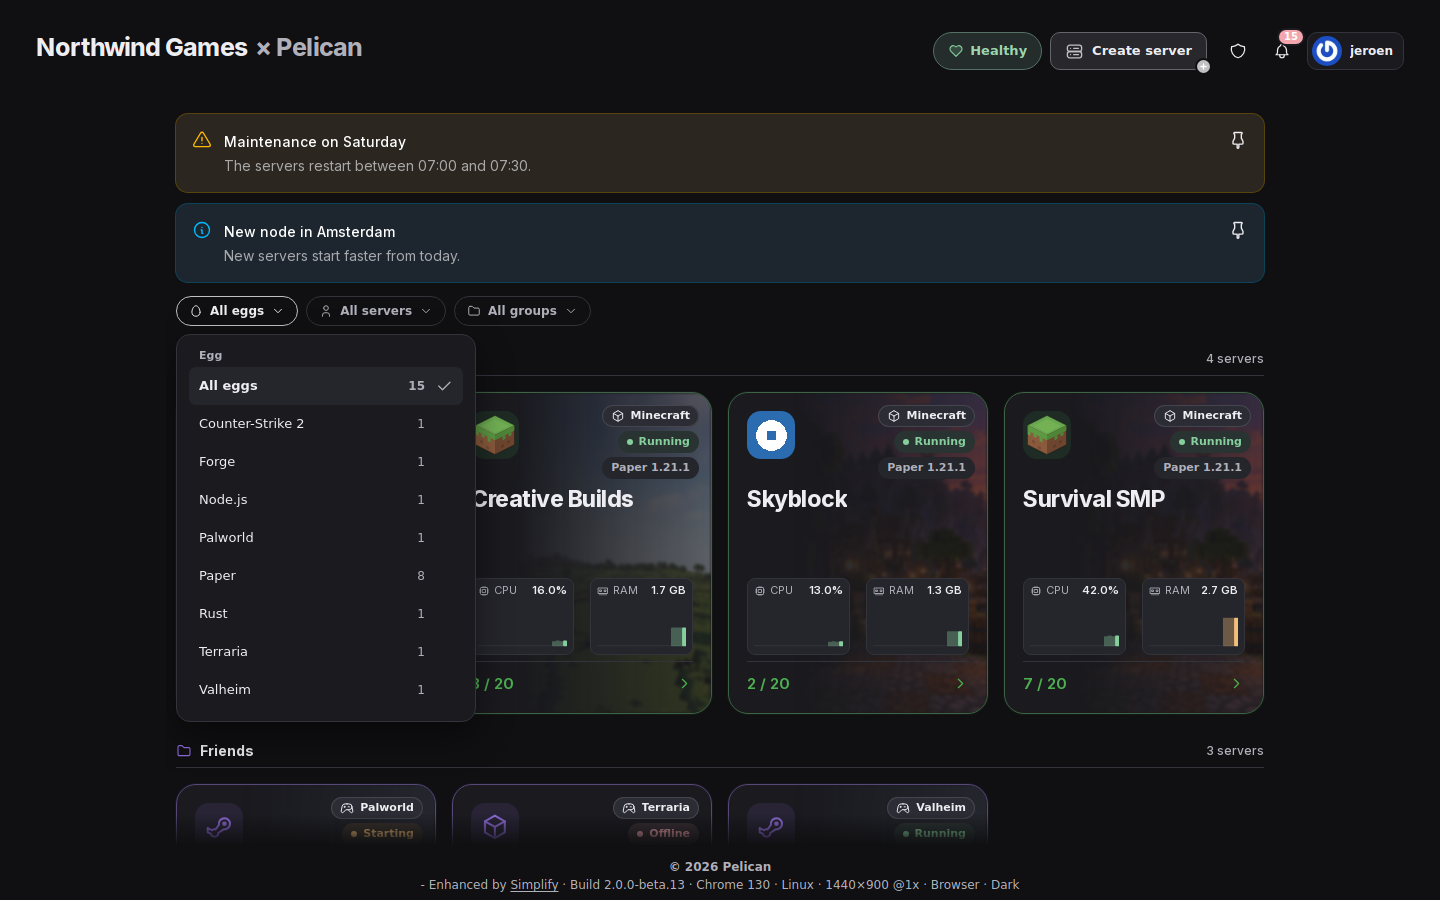 Northwind Games × Pelican
Healthy
Create server
15
jeroen
Maintenance on Saturday
The servers restart between 07:00 and 07:30.
New node in Amsterdam
New servers start faster from today.
All eggs
All servers
All groups
Egg
All eggs 15
Counter-Strike 2 1
Forge 1
Node.js 1
Palworld 1
Paper 8
Rust 1
Terraria 1
Valheim 1
4 servers
Minecraft
Running
Paper 1.21.1
Creative Builds
CPU 16.0%
RAM 1.7 GB
3 / 20
Minecraft
Running
Paper 1.21.1
Skyblock
CPU 13.0%
RAM 1.3 GB
2 / 20
Minecraft
Running
Paper 1.21.1
Survival SMP
CPU 42.0%
RAM 2.7 GB
7 / 20
Friends
3 servers
Palworld
Starting
Terraria
Offline
Valheim
Running
© 2026 Pelican
- Enhanced by Simplify · Build 2.0.0-beta.13 · Chrome 130 · Linux · 1440×900 @1x · Browser · Dark